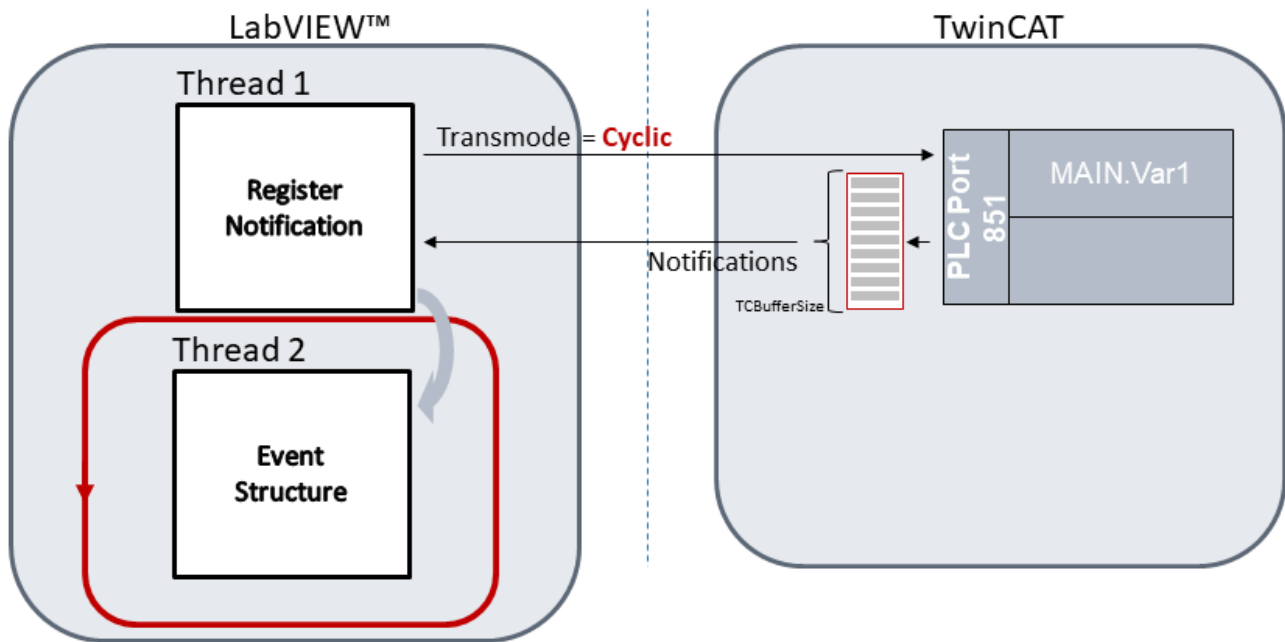 LabVIEW™
TwinCAT
Thread 1
Register
Notification
Transmode = Cyclic
Notifications
TCBufferSize
PLC Port
851
MAIN.Var1
Thread 2
Event
Structure